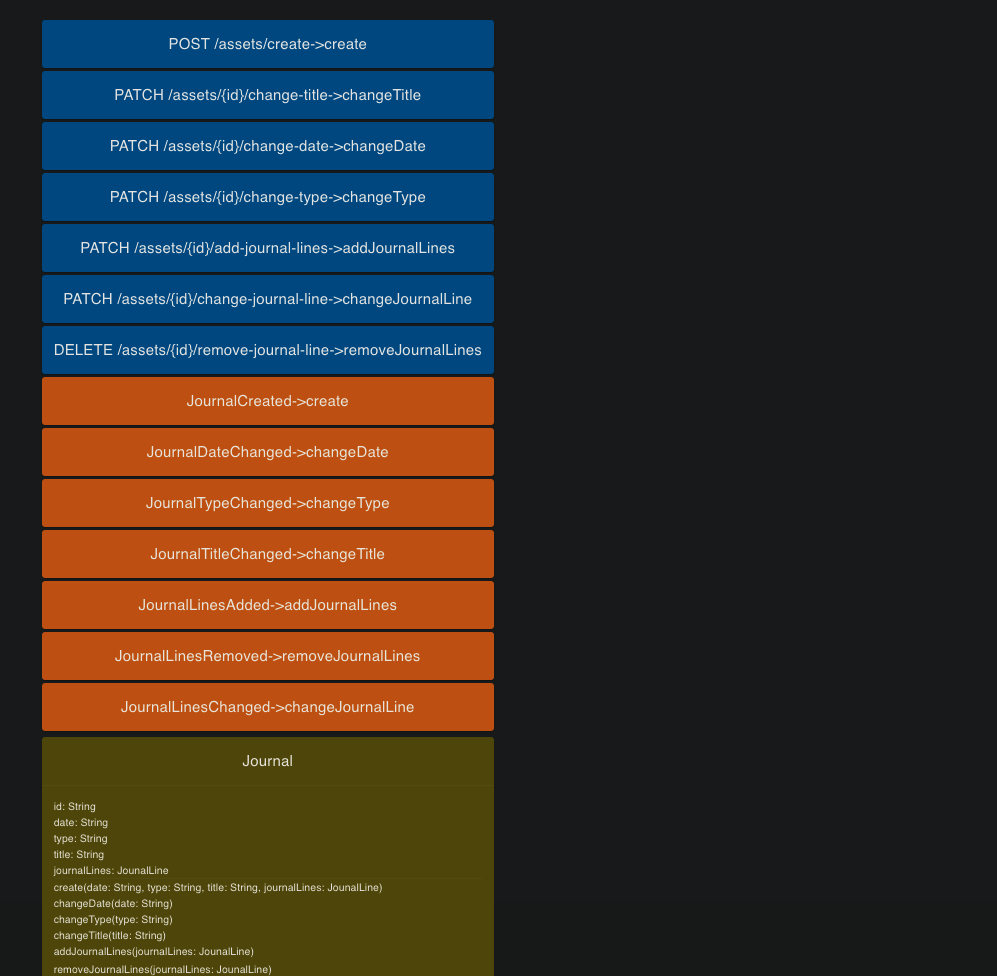 POST /assets/create->create
PATCH /assets/{id}/change-title->changeTitle
PATCH /assets/{id}/change-date->changeDate
PATCH /assets/{id}/change-type->changeType
PATCH /assets/{id}/add-journal-lines->addJournalLines
PATCH /assets/{id}/change-journal-line->changeJournalLine
DELETE /assets/{id}/remove-journal-line->removeJournalLines
JournalCreated->create
JournalDateChanged->changeDate
JournalTypeChanged->changeType
JournalTitleChanged->changeTitle
JournalLinesAdded->addJournalLines
JournalLinesRemoved->removeJournalLines
JournalLinesChanged->changeJournalLine
Journal
id: String
date: String
type: String
title: String
journalLines: JounalLine
create(date: String, type: String, title: String, journalLines: JounalLine)
changeDate(date: String)
changeType(type: String)
changeTitle(title: String)
addJournalLines(journalLines: JounalLine)
removeJournalLines(journalLines: JounalLine)